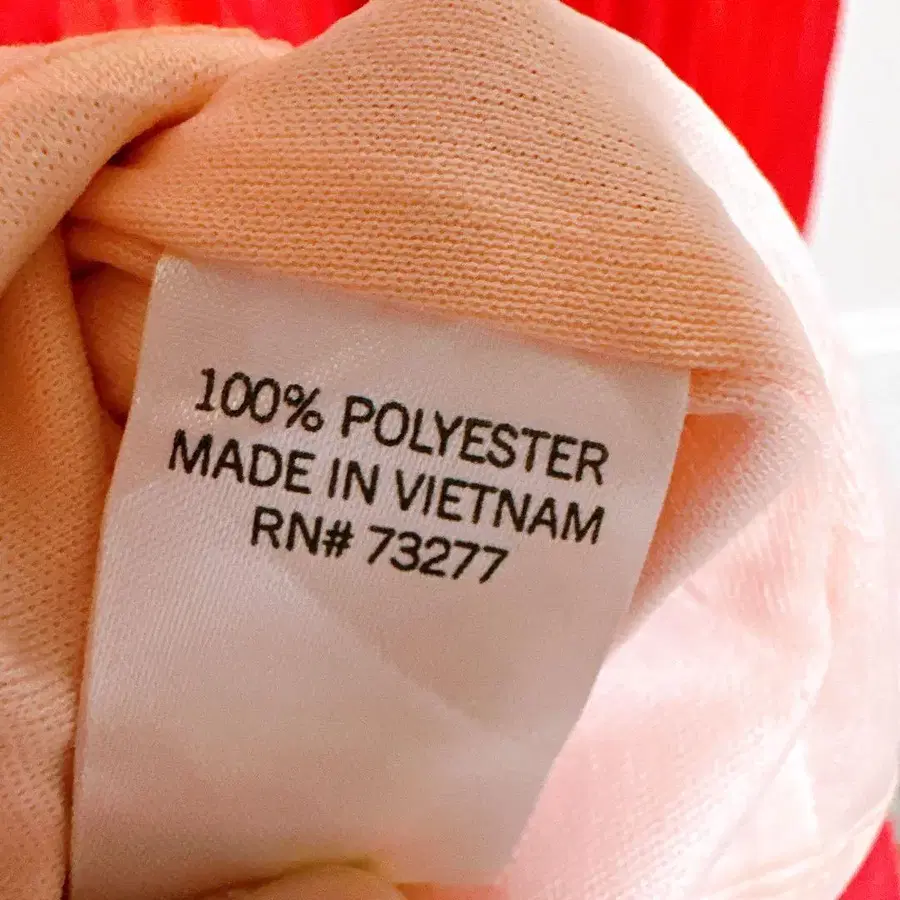 100% POLYESTER
MADE IN VIETNAM
RN# 73277